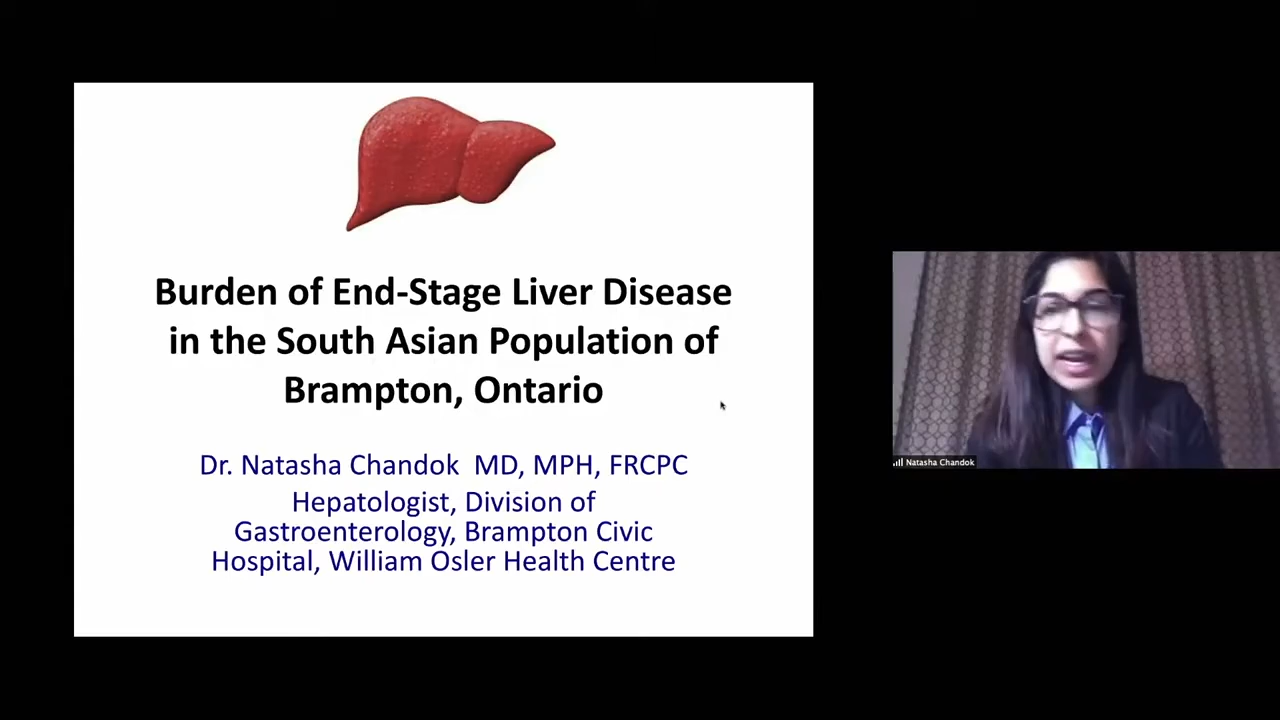 Burden of End-Stage Liver Disease
in the South Asian Population of
Brampton, Ontario
Dr. Natasha Chandok MD, MPH, FRCPC
Hepatologist, Division of
Gastroenterology, Brampton Civic
Hospital, William Osler Health Centre
Natasha Chandok